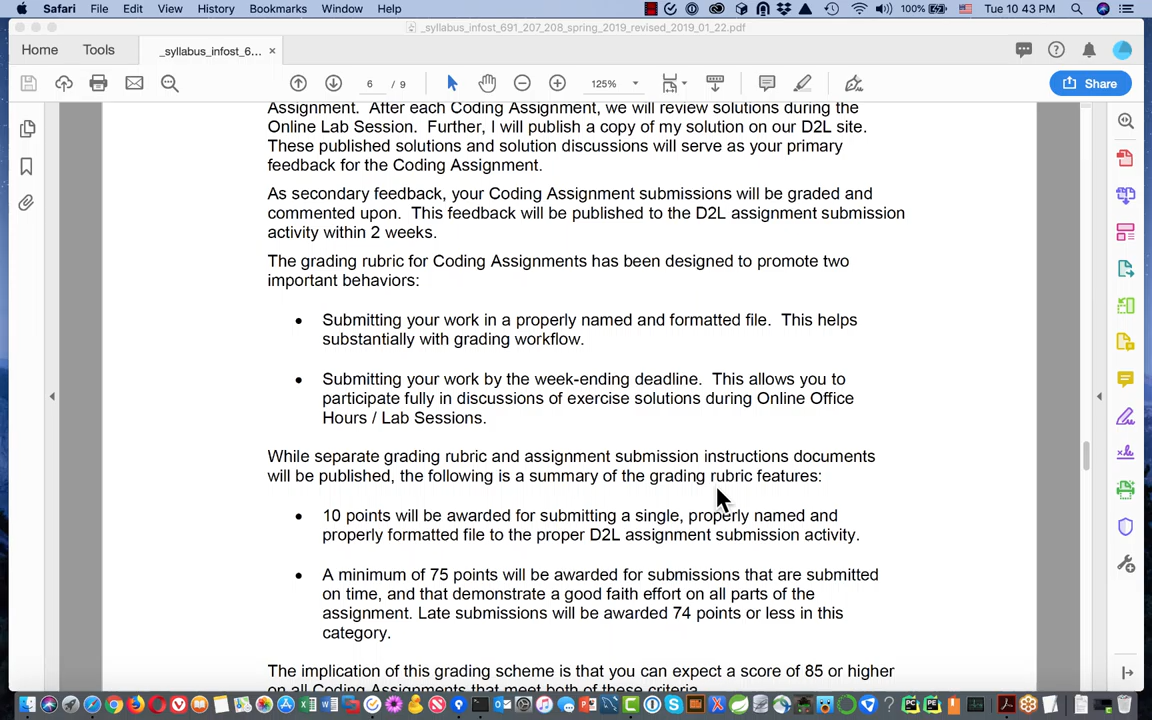 Safari File Edit View History Bookmarks Window Help 100% Tue 10 43 PM
_syllabus_infost_691_207_208_spring_2019_revised_2019_01_22.pdf
Home Tools _syllabus_infost_6... ×
6 / 9 125% Share
Assignment. After each Coding Assignment, we will review solutions during the
Online Lab Session. Further, I will publish a copy of my solution on our D2L site.
These published solutions and solution discussions will serve as your primary
feedback for the Coding Assignment.
As secondary feedback, your Coding Assignment submissions will be graded and
commented upon. This feedback will be published to the D2L assignment submission
activity within 2 weeks.
The grading rubric for Coding Assignments has been designed to promote two
important behaviors:
• Submitting your work in a properly named and formatted file. This helps
substantially with grading workflow.
• Submitting your work by the week-ending deadline. This allows you to
participate fully in discussions of exercise solutions during Online Office
Hours / Lab Sessions.
While separate grading rubric and assignment submission instructions documents
will be published, the following is a summary of the grading rubric features:
• 10 points will be awarded for submitting a single, properly named and
properly formatted file to the proper D2L assignment submission activity.
• A minimum of 75 points will be awarded for submissions that are submitted
on time, and that demonstrate a good faith effort on all parts of the
assignment. Late submissions will be awarded 74 points or less in this
category.
The implication of this grading scheme is that you can expect a score of 85 or higher
on all Coding Assignments that meet both of these criteria.